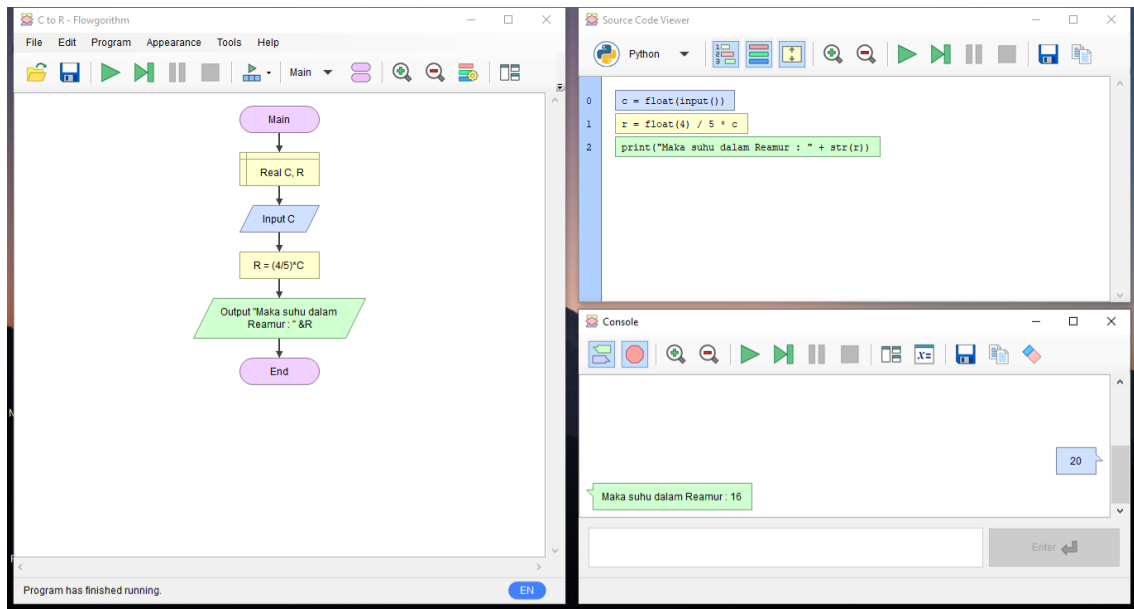 C to R - Flowgorithm
File Edit Program Appearance Tools Help
Main
Main
Real C, R
Input C
R = (4/5)*C
Output "Maka suhu dalam
Reamur : " &R
End
Program has finished running.
EN
Source Code Viewer
Python
0 c = float(input())
1 r = float(4) / 5 * c
2 print("Maka suhu dalam Reamur : " + str(r))
Console
20
Maka suhu dalam Reamur : 16
Enter